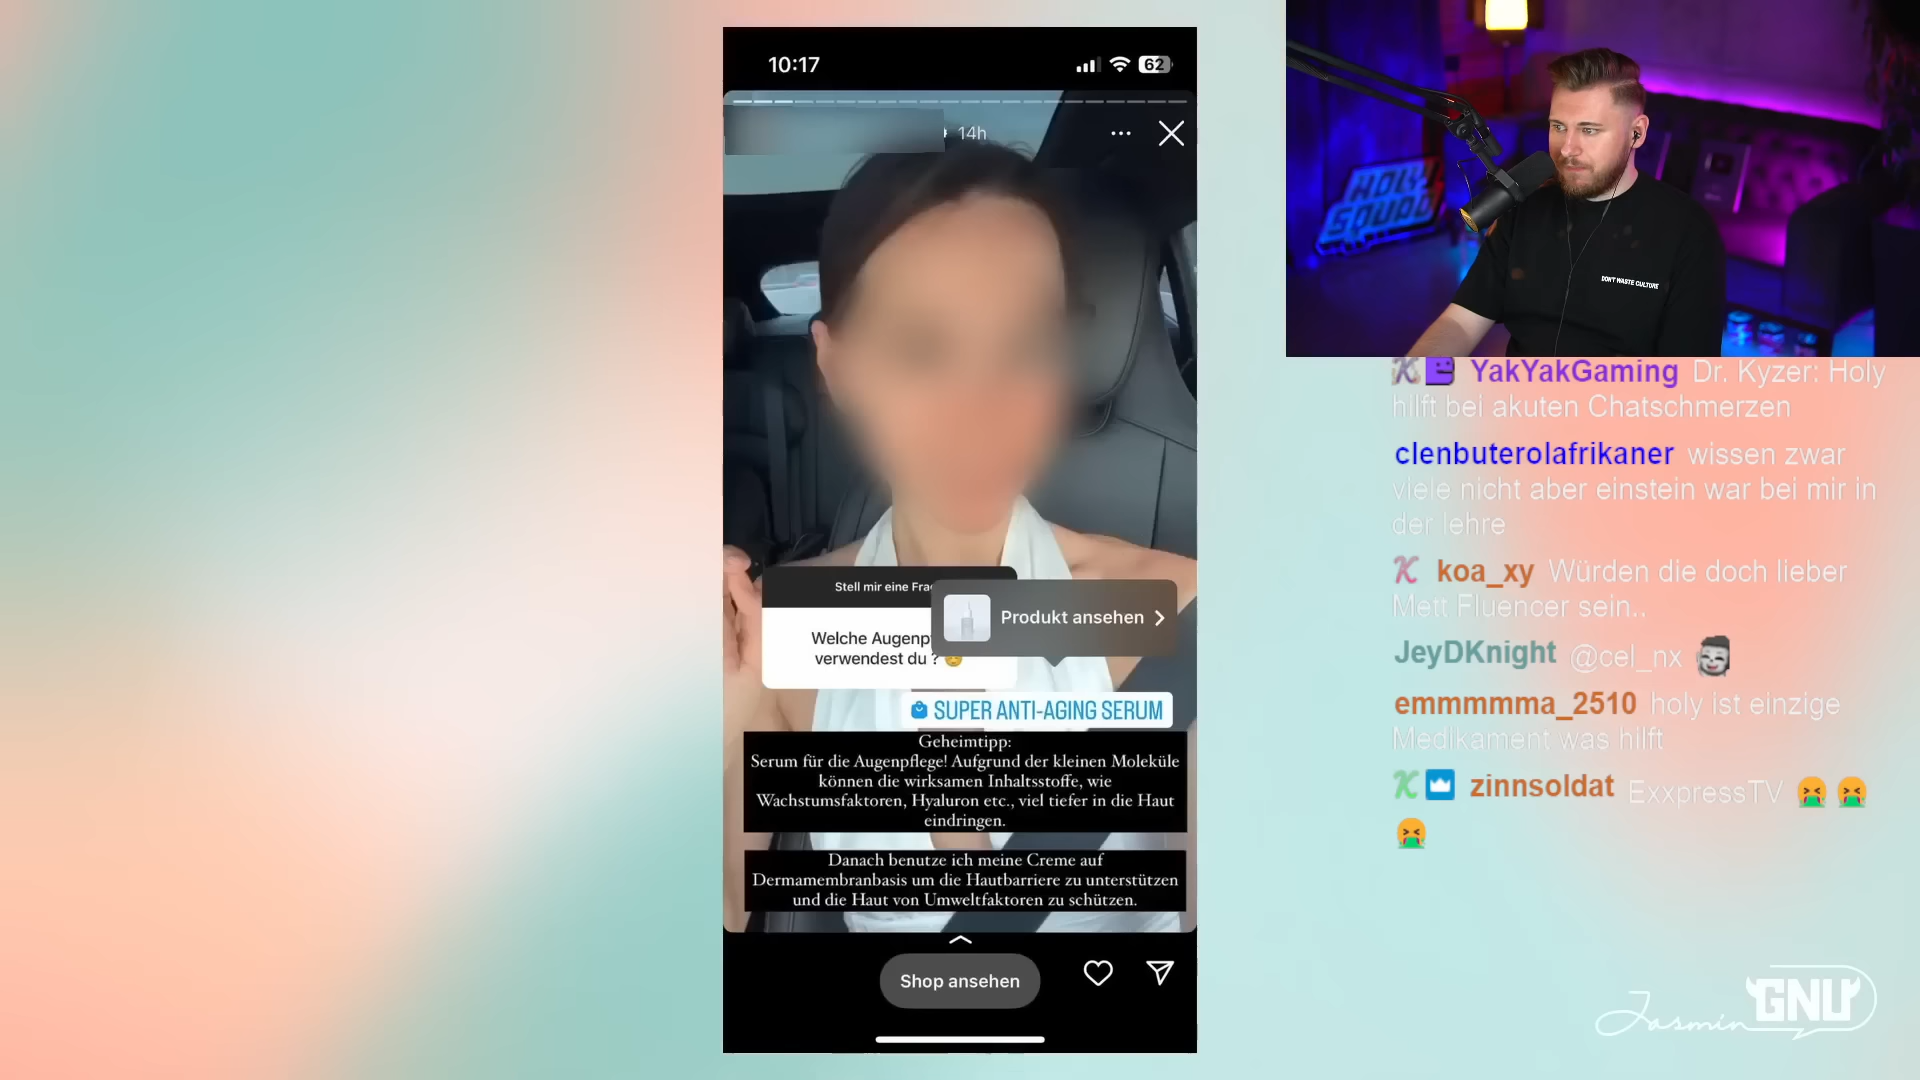 10:17
62
14h
Stell mir eine
Welche
verwendest du ?
Produkt ansehen
SUPER ANTI-AGING SERUM
Geheimtipp:
Serum für die Augenpflege! Aufgrund der kleinen Moleküle
können die wirksamen Inhaltsstoffe, wie
Wachstumsfaktoren, Hyaluron etc., viel tiefer in die Haut
eindringen.
Danach benutze ich meine Creme auf
Dermamembranbasis um die Hautbarriere zu unterstützen
und die Haut von Umweltfaktoren zu schützen.
Shop ansehen
HOLY
SQUAD
DON'T WASTE CULTURE
YakYakGaming Dr. Kyzer: Holy
hilft bei akuten Chatschmerzen
clenbuterolafrikaner wissen zwar
viele nicht aber einstein war bei mir in
der lehre
koa_xy Würden die doch lieber
Mett Fluencer sein..
JeyDKnight @cel_nx
emmmmma_2510 holy ist einzige
Medikament was hilft
zinnsoldat ExxpressTV
Jasmin GNU